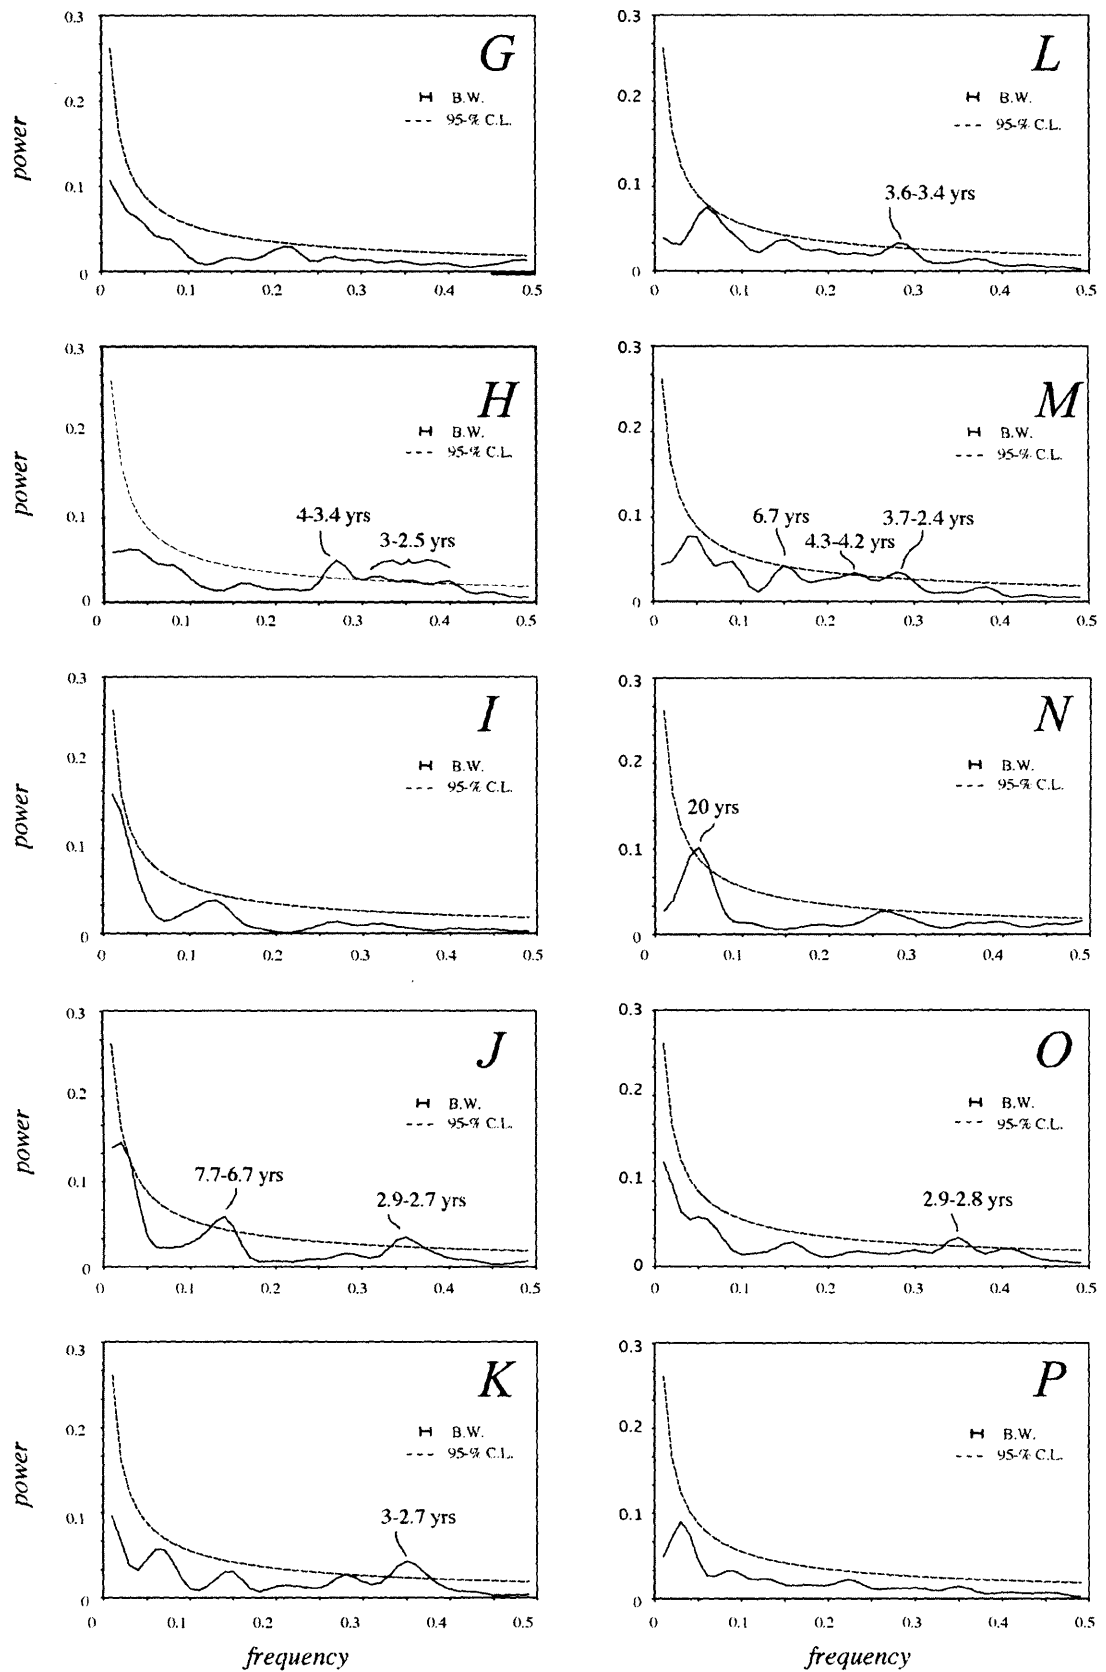 0.3
G
B.W.
95-% C.L.
0.2
power
0.1
0
0 0.1 0.2 0.3 0.4 0.5
0.3
L
B.W.
95-% C.L.
0.2
3.6-3.4 yrs
0.1
0
0 0.1 0.2 0.3 0.4 0.5
0.3
H
B.W.
95-% C.L.
0.2
power
4-3.4 yrs
3-2.5 yrs
0.1
0
0 0.1 0.2 0.3 0.4 0.5
0.3
M
B.W.
95-% C.L.
0.2
6.7 yrs
4.3-4.2 yrs
3.7-2.4 yrs
0.1
0
0 0.1 0.2 0.3 0.4 0.5
0.3
I
B.W.
95-% C.L.
0.2
power
0.1
0
0 0.1 0.2 0.3 0.4 0.5
0.3
N
B.W.
95-% C.L.
0.2
20 yrs
0.1
0
0 0.1 0.2 0.3 0.4 0.5
0.3
J
B.W.
95-% C.L.
0.2
power
7.7-6.7 yrs
2.9-2.7 yrs
0.1
0
0 0.1 0.2 0.3 0.4 0.5
0.3
O
B.W.
95-% C.L.
0.2
2.9-2.8 yrs
0.1
0
0 0.1 0.2 0.3 0.4 0.5
0.3
K
B.W.
95-% C.L.
0.2
power
3-2.7 yrs
0.1
0
0 0.1 0.2 0.3 0.4 0.5
frequency
0.3
P
B.W.
95-% C.L.
0.2
0.1
0
0 0.1 0.2 0.3 0.4 0.5
frequency